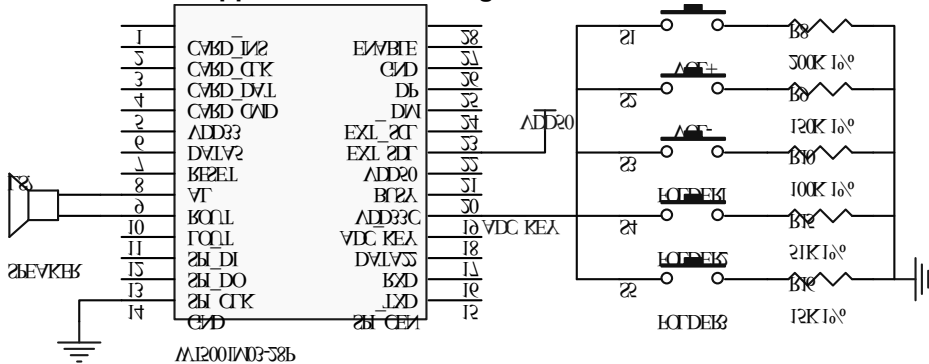 1 CARD_INS ENABLE 28
2 CARD_CLK GND 27
3 CARD_DAT DP 26
4 CARD_CMD _DM 25
5 VDD33 EXT_SCL 24
6 DATA5 EXT SDL 23
7 RESET VDD50 22
8 AL BUSY 21
9 ROUT VDD33C 20
10 LOUT ADC KEY 19
11 SPI_DI DATA22 18
12 SPI_DO RXD 17
13 SPI_CLK _TXD 16
14 GND SPI_CEN 15
WT5001M03-28P
SPEAKER
VDD50
ADC KEY
S1 R8
VOL+ 200K 1%
S2 R9
VOL- 150K 1%
S3 R10
FOLDER1 100K 1%
S4 R15
FOLDER2 51K 1%
S5 R16
FOLDER3 15K 1%